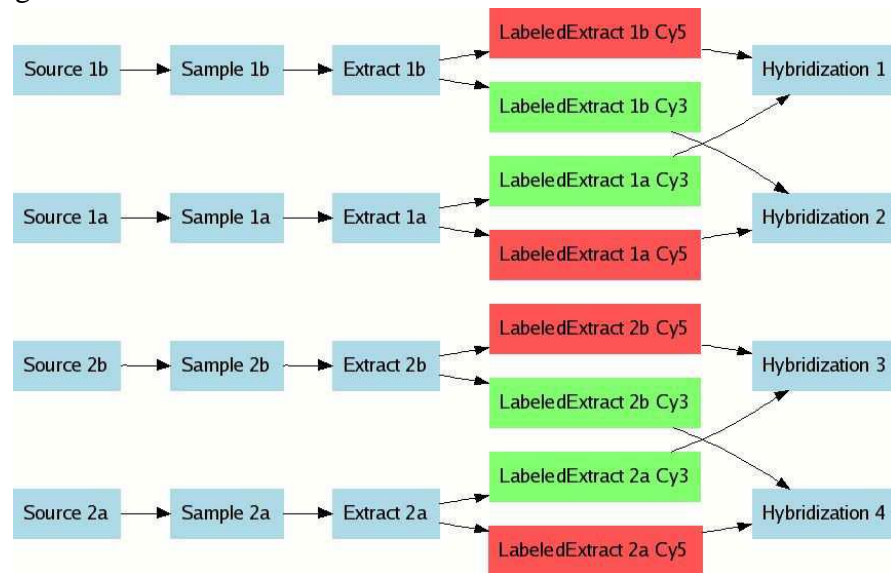 LabeledExtract 1b Cy5
Source 1b
Sample 1b
Extract 1b
Hybridization 1
LabeledExtract 1b Cy3
LabeledExtract 1a Cy3
Source 1a
Sample 1a
Extract 1a
Hybridization 2
LabeledExtract 1a Cy5
LabeledExtract 2b Cy5
Source 2b
Sample 2b
Extract 2b
Hybridization 3
LabeledExtract 2b Cy3
LabeledExtract 2a Cy3
Source 2a
Sample 2a
Extract 2a
Hybridization 4
LabeledExtract 2a Cy5